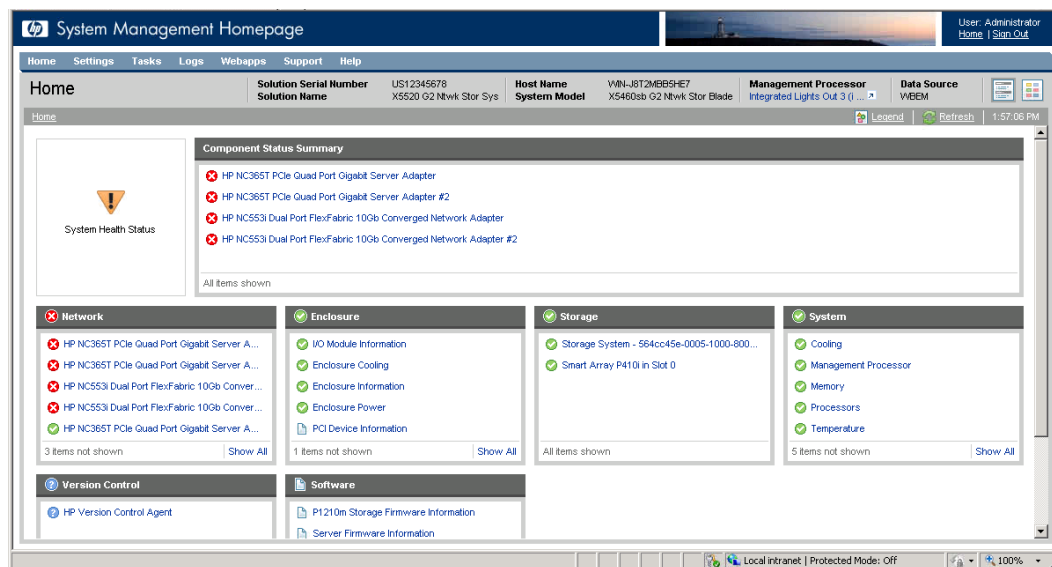 hp System Management Homepage
User: Administrator
Home | Sign Out
Home Settings Tasks Logs Webapps Support Help
Home
Solution Serial Number US12345678
Solution Name X5520 G2 Ntwk Stor Sys
Host Name WIN-J8T2MBB5HE7
System Model X5460sb G2 Ntwk Stor Blade
Management Processor
Integrated Lights Out 3 (i ...
Data Source
WBEM
Home
Legend Refresh 1:57:06 PM
System Health Status
Component Status Summary
HP NC365T PCIe Quad Port Gigabit Server Adapter
HP NC365T PCIe Quad Port Gigabit Server Adapter #2
HP NC553i Dual Port FlexFabric 10Gb Converged Network Adapter
HP NC553i Dual Port FlexFabric 10Gb Converged Network Adapter #2
All items shown
Network
HP NC365T PCIe Quad Port Gigabit Server A...
HP NC365T PCIe Quad Port Gigabit Server A...
HP NC553i Dual Port FlexFabric 10Gb Conver...
HP NC553i Dual Port FlexFabric 10Gb Conver...
HP NC365T PCIe Quad Port Gigabit Server A...
3 items not shown Show All
Enclosure
I/O Module Information
Enclosure Cooling
Enclosure Information
Enclosure Power
PCI Device Information
1 items not shown Show All
Storage
Storage System - 564cc45e-0005-1000-800...
Smart Array P410i in Slot 0
All items shown
System
Cooling
Management Processor
Memory
Processors
Temperature
5 items not shown Show All
Version Control
HP Version Control Agent
Software
P1210m Storage Firmware Information
Server Firmware Information
Local intranet | Protected Mode: Off
100%